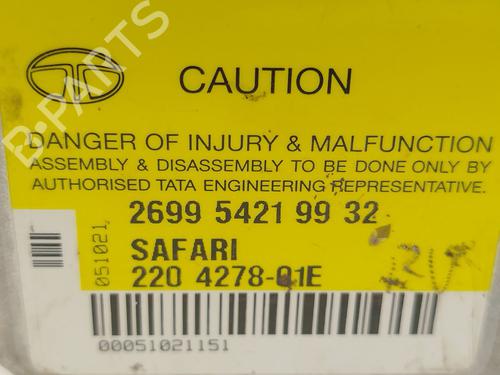 CAUTION
DANGER OF INJURY & MALFUNCTION
ASSEMBLY & DISASSEMBLY TO BE DONE ONLY BY
AUTHORISED TATA ENGINEERING REPRESENTATIVE.
2699 5421 99 32
SAFARI
220 4278-01E
051021
00051021151
B-PARTS